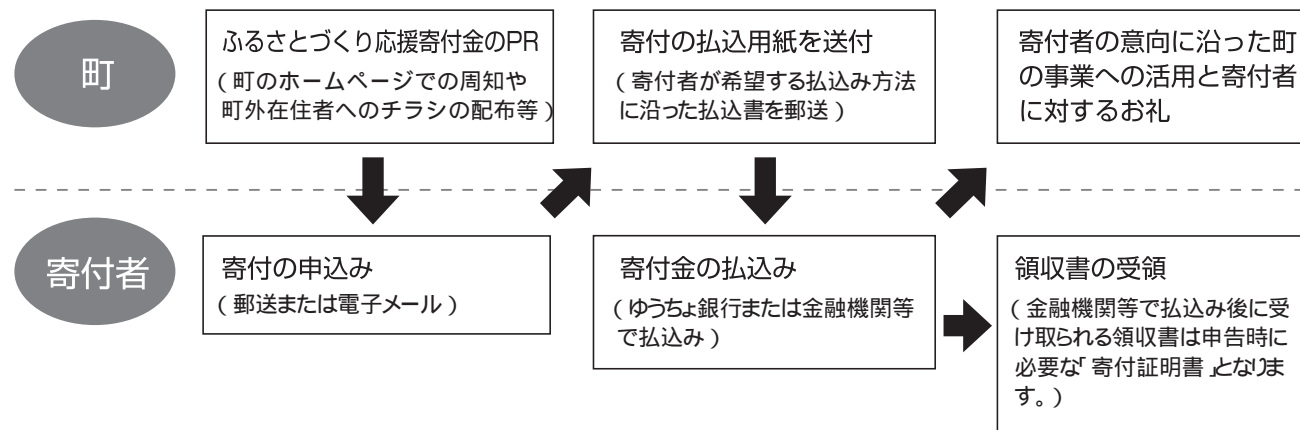 町
ふるさとづくり応援寄付金のPR
（町のホームページでの周知や
町外在住者へのチラシの配布等）
寄付の払込用紙を送付
（寄付者が希望する払込み方法
に沿った払込書を郵送）
寄付者の意向に沿った町
の事業への活用と寄付者
に対するお礼
寄付者
寄付の申込み
（郵送または電子メール）
寄付金の払込み
（ゆうちょ銀行または金融機関等
で払込み）
領収書の受領
（金融機関等で払込み後に受
け取られる領収書は申告時に
必要な「寄付証明書」となりま
す。）